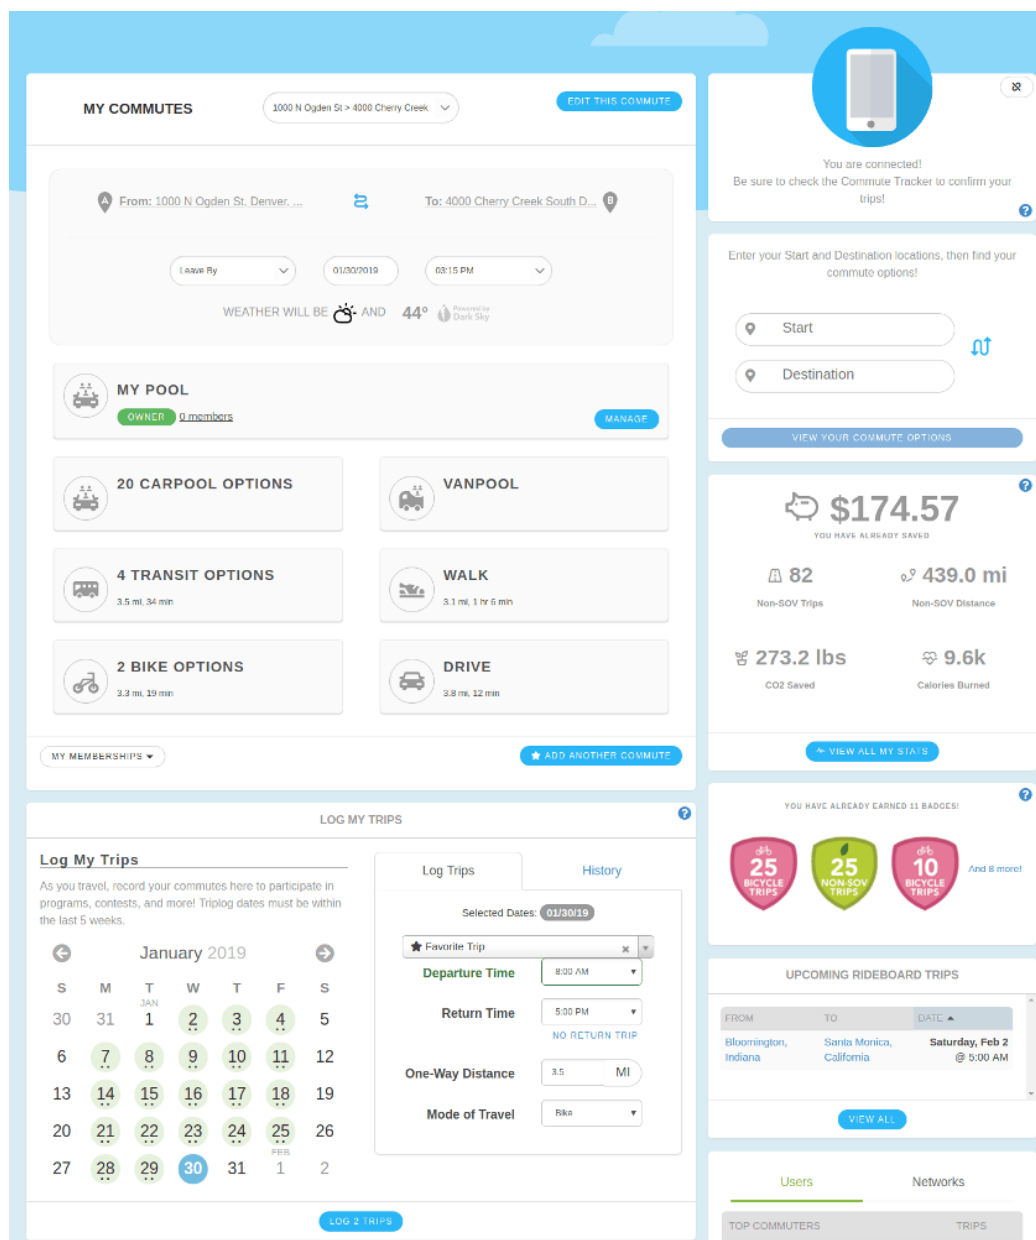 MY COMMUTES
1000 N Ogden St > 4000 Cherry Creek
EDIT THIS COMMUTE
A From: 1000 N Ogden St, Denver, ...
To: 4000 Cherry Creek South D... B
Leave By
01/30/2019
03:15 PM
WEATHER WILL BE AND 44° Powered by Dark Sky
MY POOL
OWNER 0 members
MANAGE
20 CARPOOL OPTIONS
VANPOOL
4 TRANSIT OPTIONS
3.5 mi, 34 min
WALK
3.1 mi, 1 hr 6 min
2 BIKE OPTIONS
3.3 mi, 19 min
DRIVE
3.8 mi, 12 min
MY MEMBERSHIPS
ADD ANOTHER COMMUTE
LOG MY TRIPS
?
Log My Trips
As you travel, record your commutes here to participate in
programs, contests, and more! Triplog dates must be within
the last 5 weeks.
January 2019
S M T W T F S
JAN
30 31 1 2 3 4 5
6 7 8 9 10 11 12
13 14 15 16 17 18 19
20 21 22 23 24 25 26
FEB
27 28 29 30 31 1 2
Log Trips
History
Selected Dates: 01/30/19
Favorite Trip ×
Departure Time 8:00 AM
Return Time 5:00 PM
NO RETURN TRIP
One-Way Distance 3.5 MI
Mode of Travel Bike
LOG 2 TRIPS
You are connected!
Be sure to check the Commute Tracker to confirm your
trips!
?
Enter your Start and Destination locations, then find your
commute options!
Start
Destination
VIEW YOUR COMMUTE OPTIONS
?
$174.57
YOU HAVE ALREADY SAVED
82
Non-SOV Trips
439.0 mi
Non-SOV Distance
273.2 lbs
CO2 Saved
9.6k
Calories Burned
VIEW ALL MY STATS
?
YOU HAVE ALREADY EARNED 11 BADGES!
25
BICYCLE
TRIPS
25
NON-SOV
TRIPS
10
BICYCLE
TRIPS
And 8 more!
UPCOMING RIDEBOARD TRIPS
FROM TO DATE
Bloomington, Santa Monica, Saturday, Feb 2
Indiana California @ 5:00 AM
VIEW ALL
Users
Networks
TOP COMMUTERS TRIPS